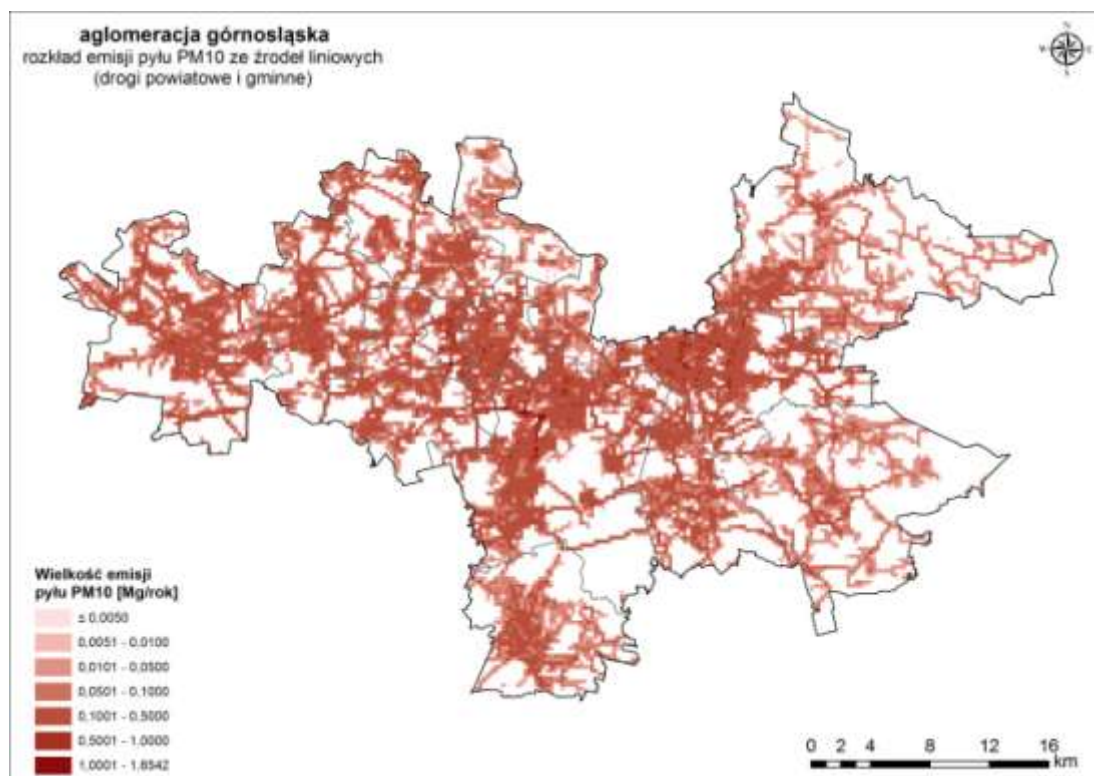 aglomeracja górnosląska
rozkład emisji pyłu PM10 ze źrodeł liniowych
(drogi powiatowe i gminne)
N
W E
S
Wielkość emisji
pyłu PM10 [Mg/rok]
≤ 0,0050
0,0051 - 0,0100
0,0101 - 0,0500
0,0501 - 0,1000
0,1001 - 0,5000
0,5001 - 1,0000
1,0001 - 1,6542
0 2 4 8 12 16
km